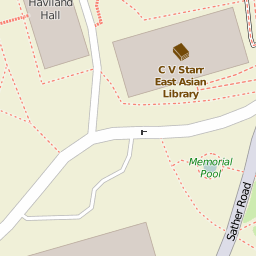 Haviland
Hall
C V Starr
East Asian
Library
Memorial
Pool
Sather Road